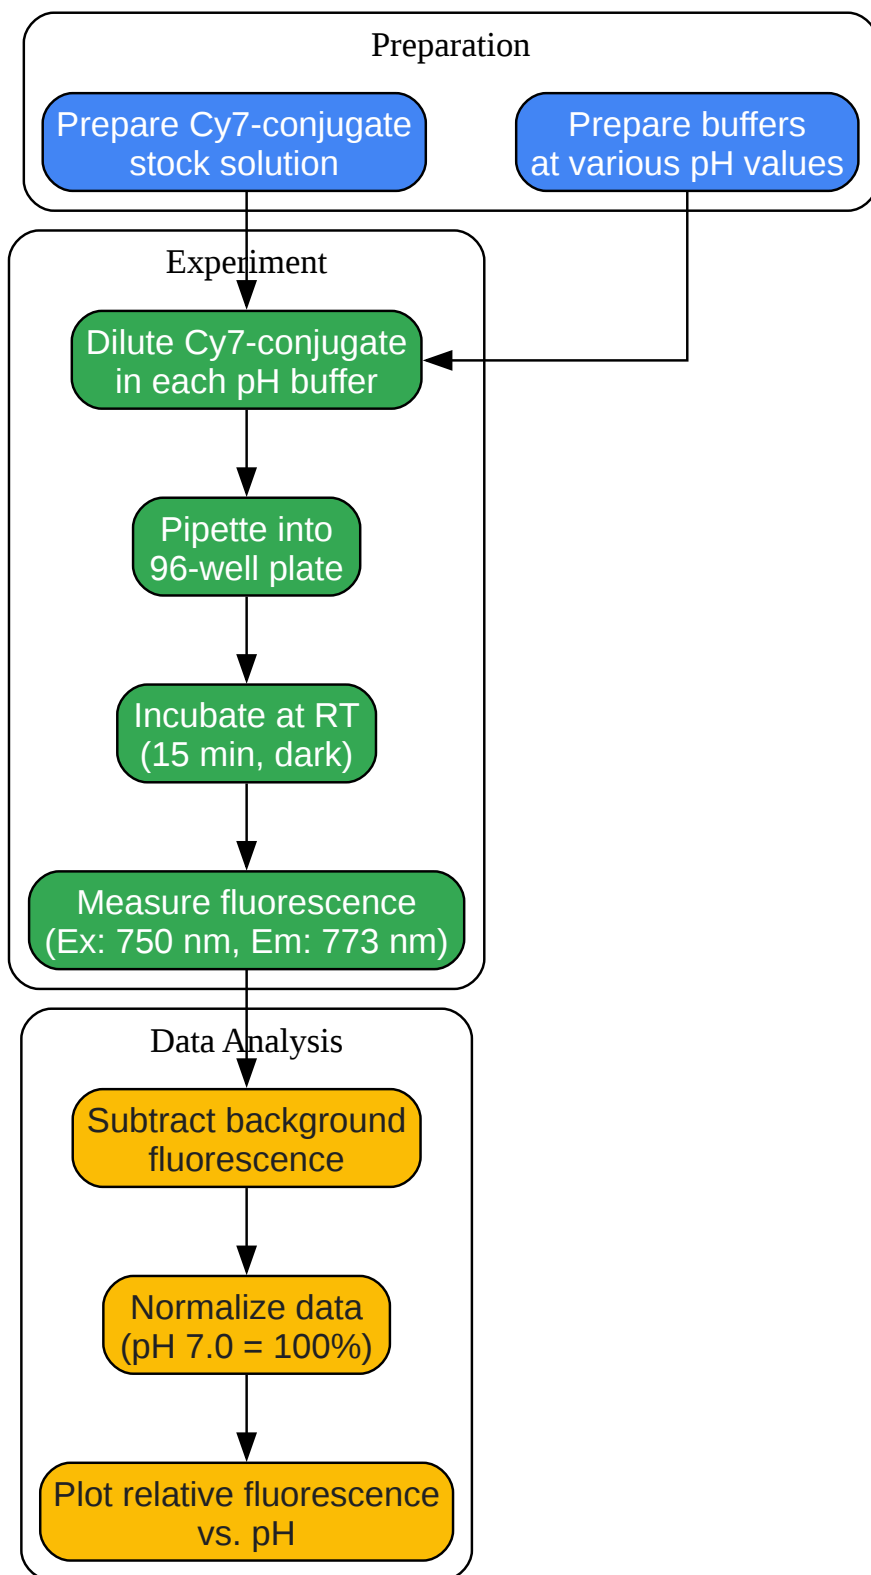 Preparation
Prepare Cy7-conjugate
stock solution
Prepare buffers
at various pH values
Experiment
Dilute Cy7-conjugate
in each pH buffer
Pipette into
96-well plate
Incubate at RT
(15 min, dark)
Measure fluorescence
(Ex: 750 nm, Em: 773 nm)
Data Analysis
Subtract background
fluorescence
Normalize data
(pH 7.0 = 100%)
Plot relative fluorescence
vs. pH